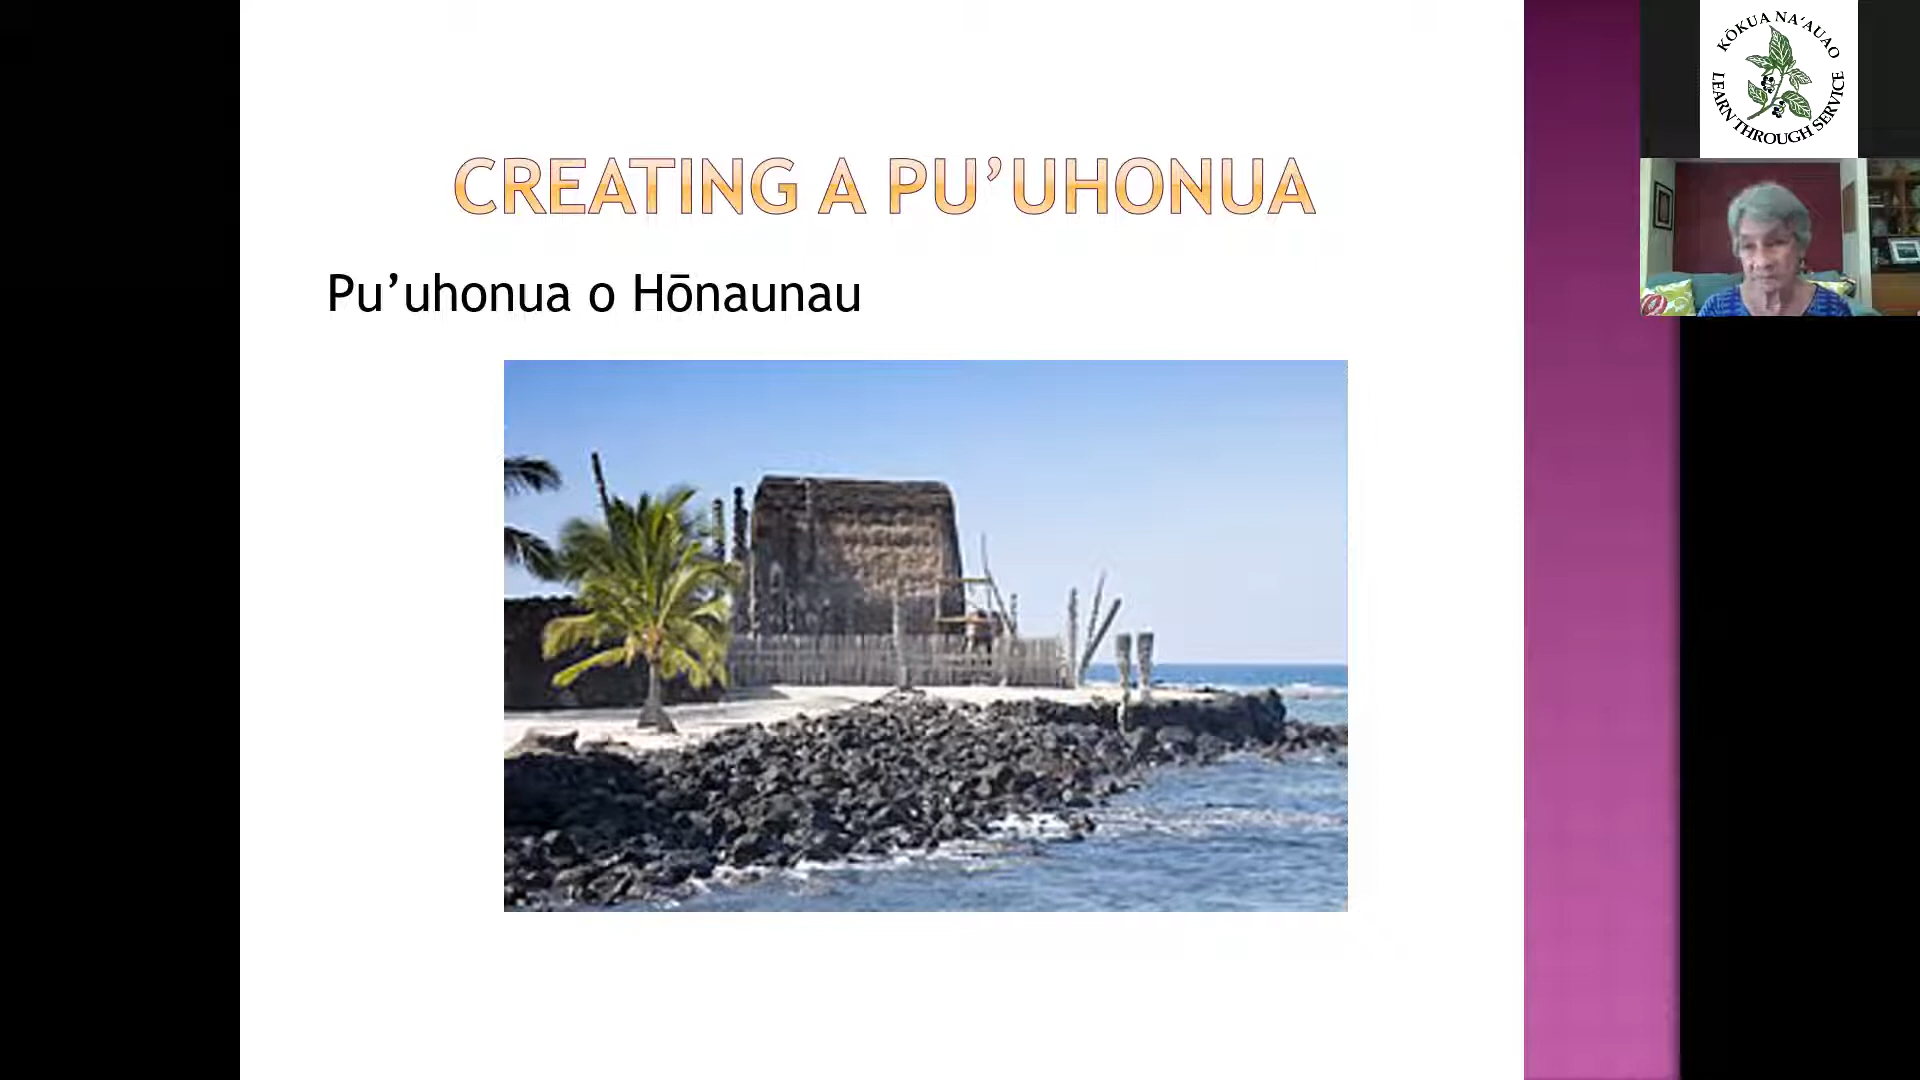 CREATING A PU’UHONUA
Pu’uhonua o Hōnaunau
KŌKUA NA‘AUAO
LEARN THROUGH SERVICE